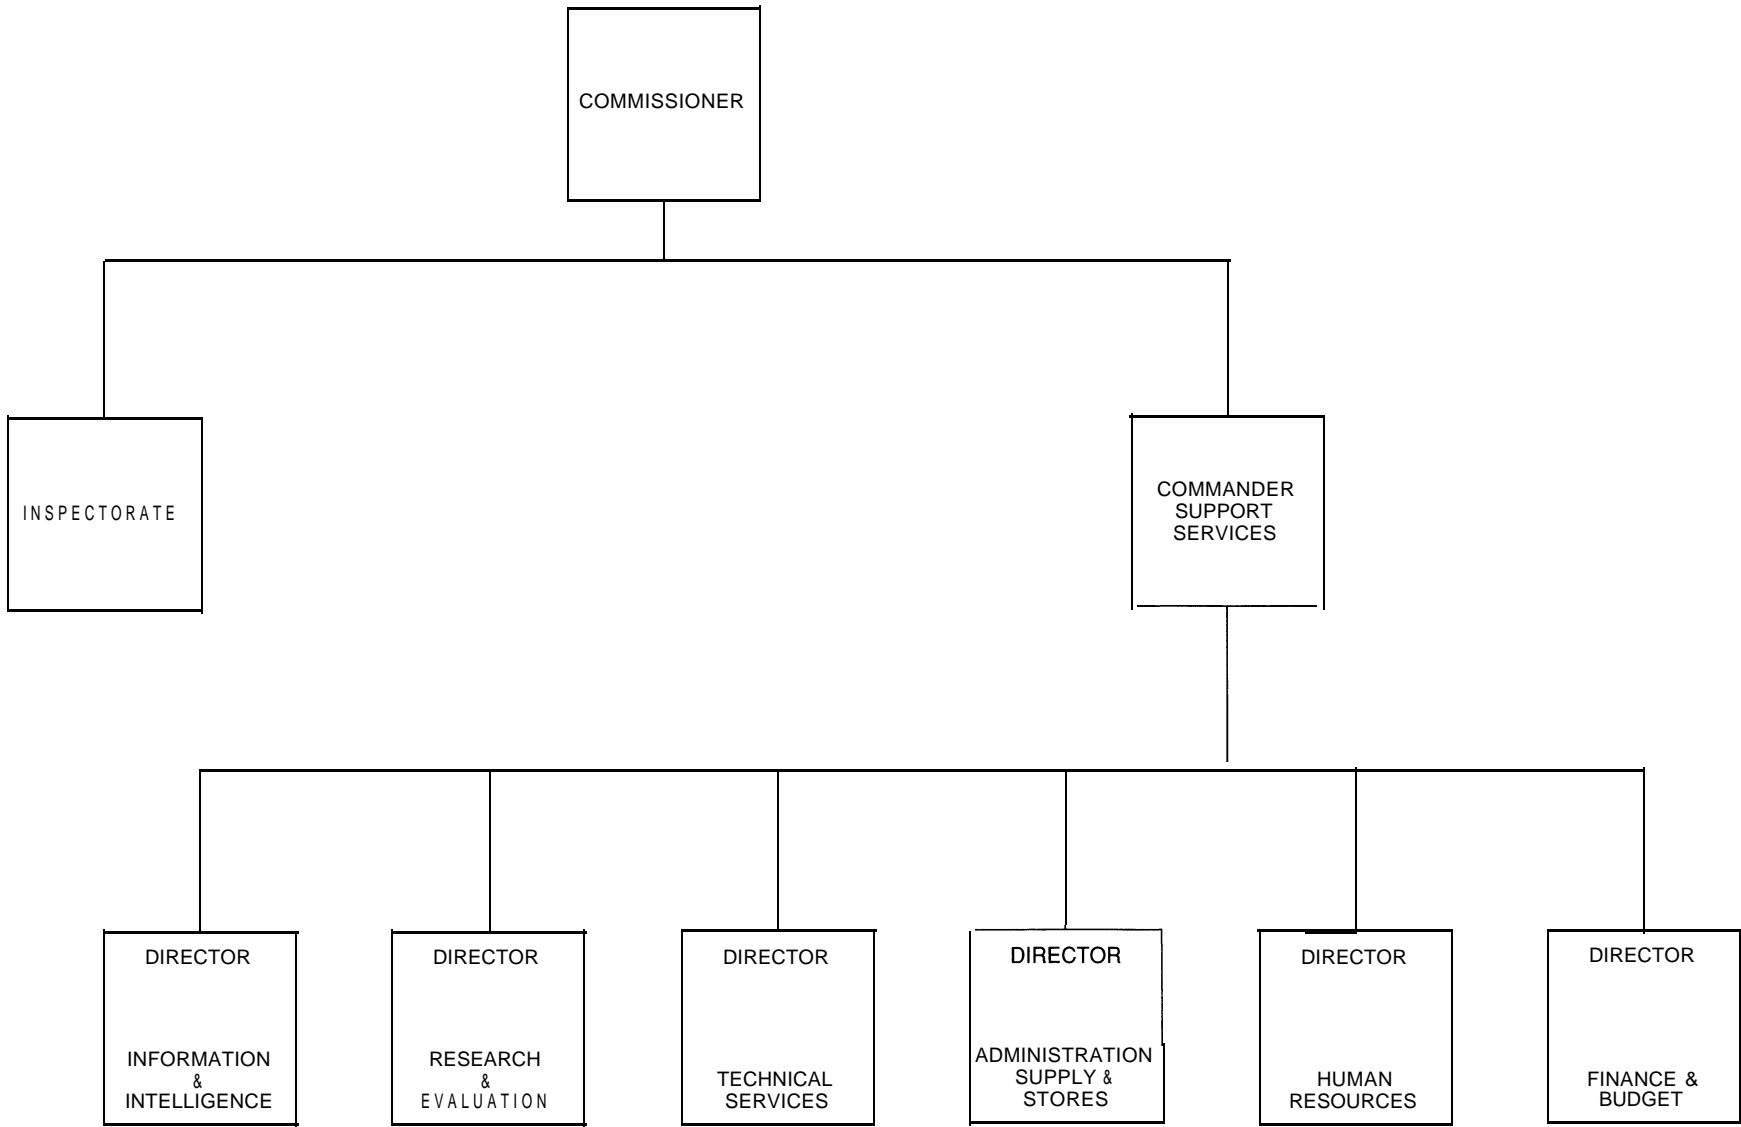 COMMISSIONER
INSPECTORATE
COMMANDER
SUPPORT
SERVICES
DIRECTOR
INFORMATION
&
INTELLIGENCE
DIRECTOR
RESEARCH
&
EVALUATION
DIRECTOR
TECHNICAL
SERVICES
DIRECTOR
ADMINISTRATION
SUPPLY &
STORES
DIRECTOR
HUMAN
RESOURCES
DIRECTOR
FINANCE &
BUDGET